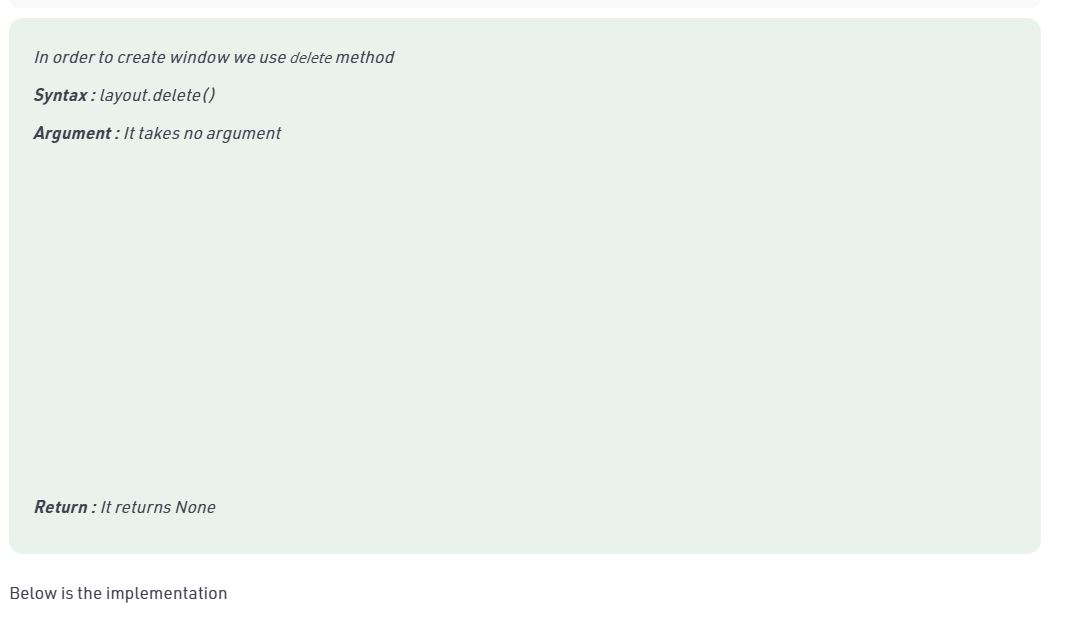 In order to create window we use delete method
Syntax : layout.delete()
Argument : It takes no argument
Return : It returns None
Below is the implementation